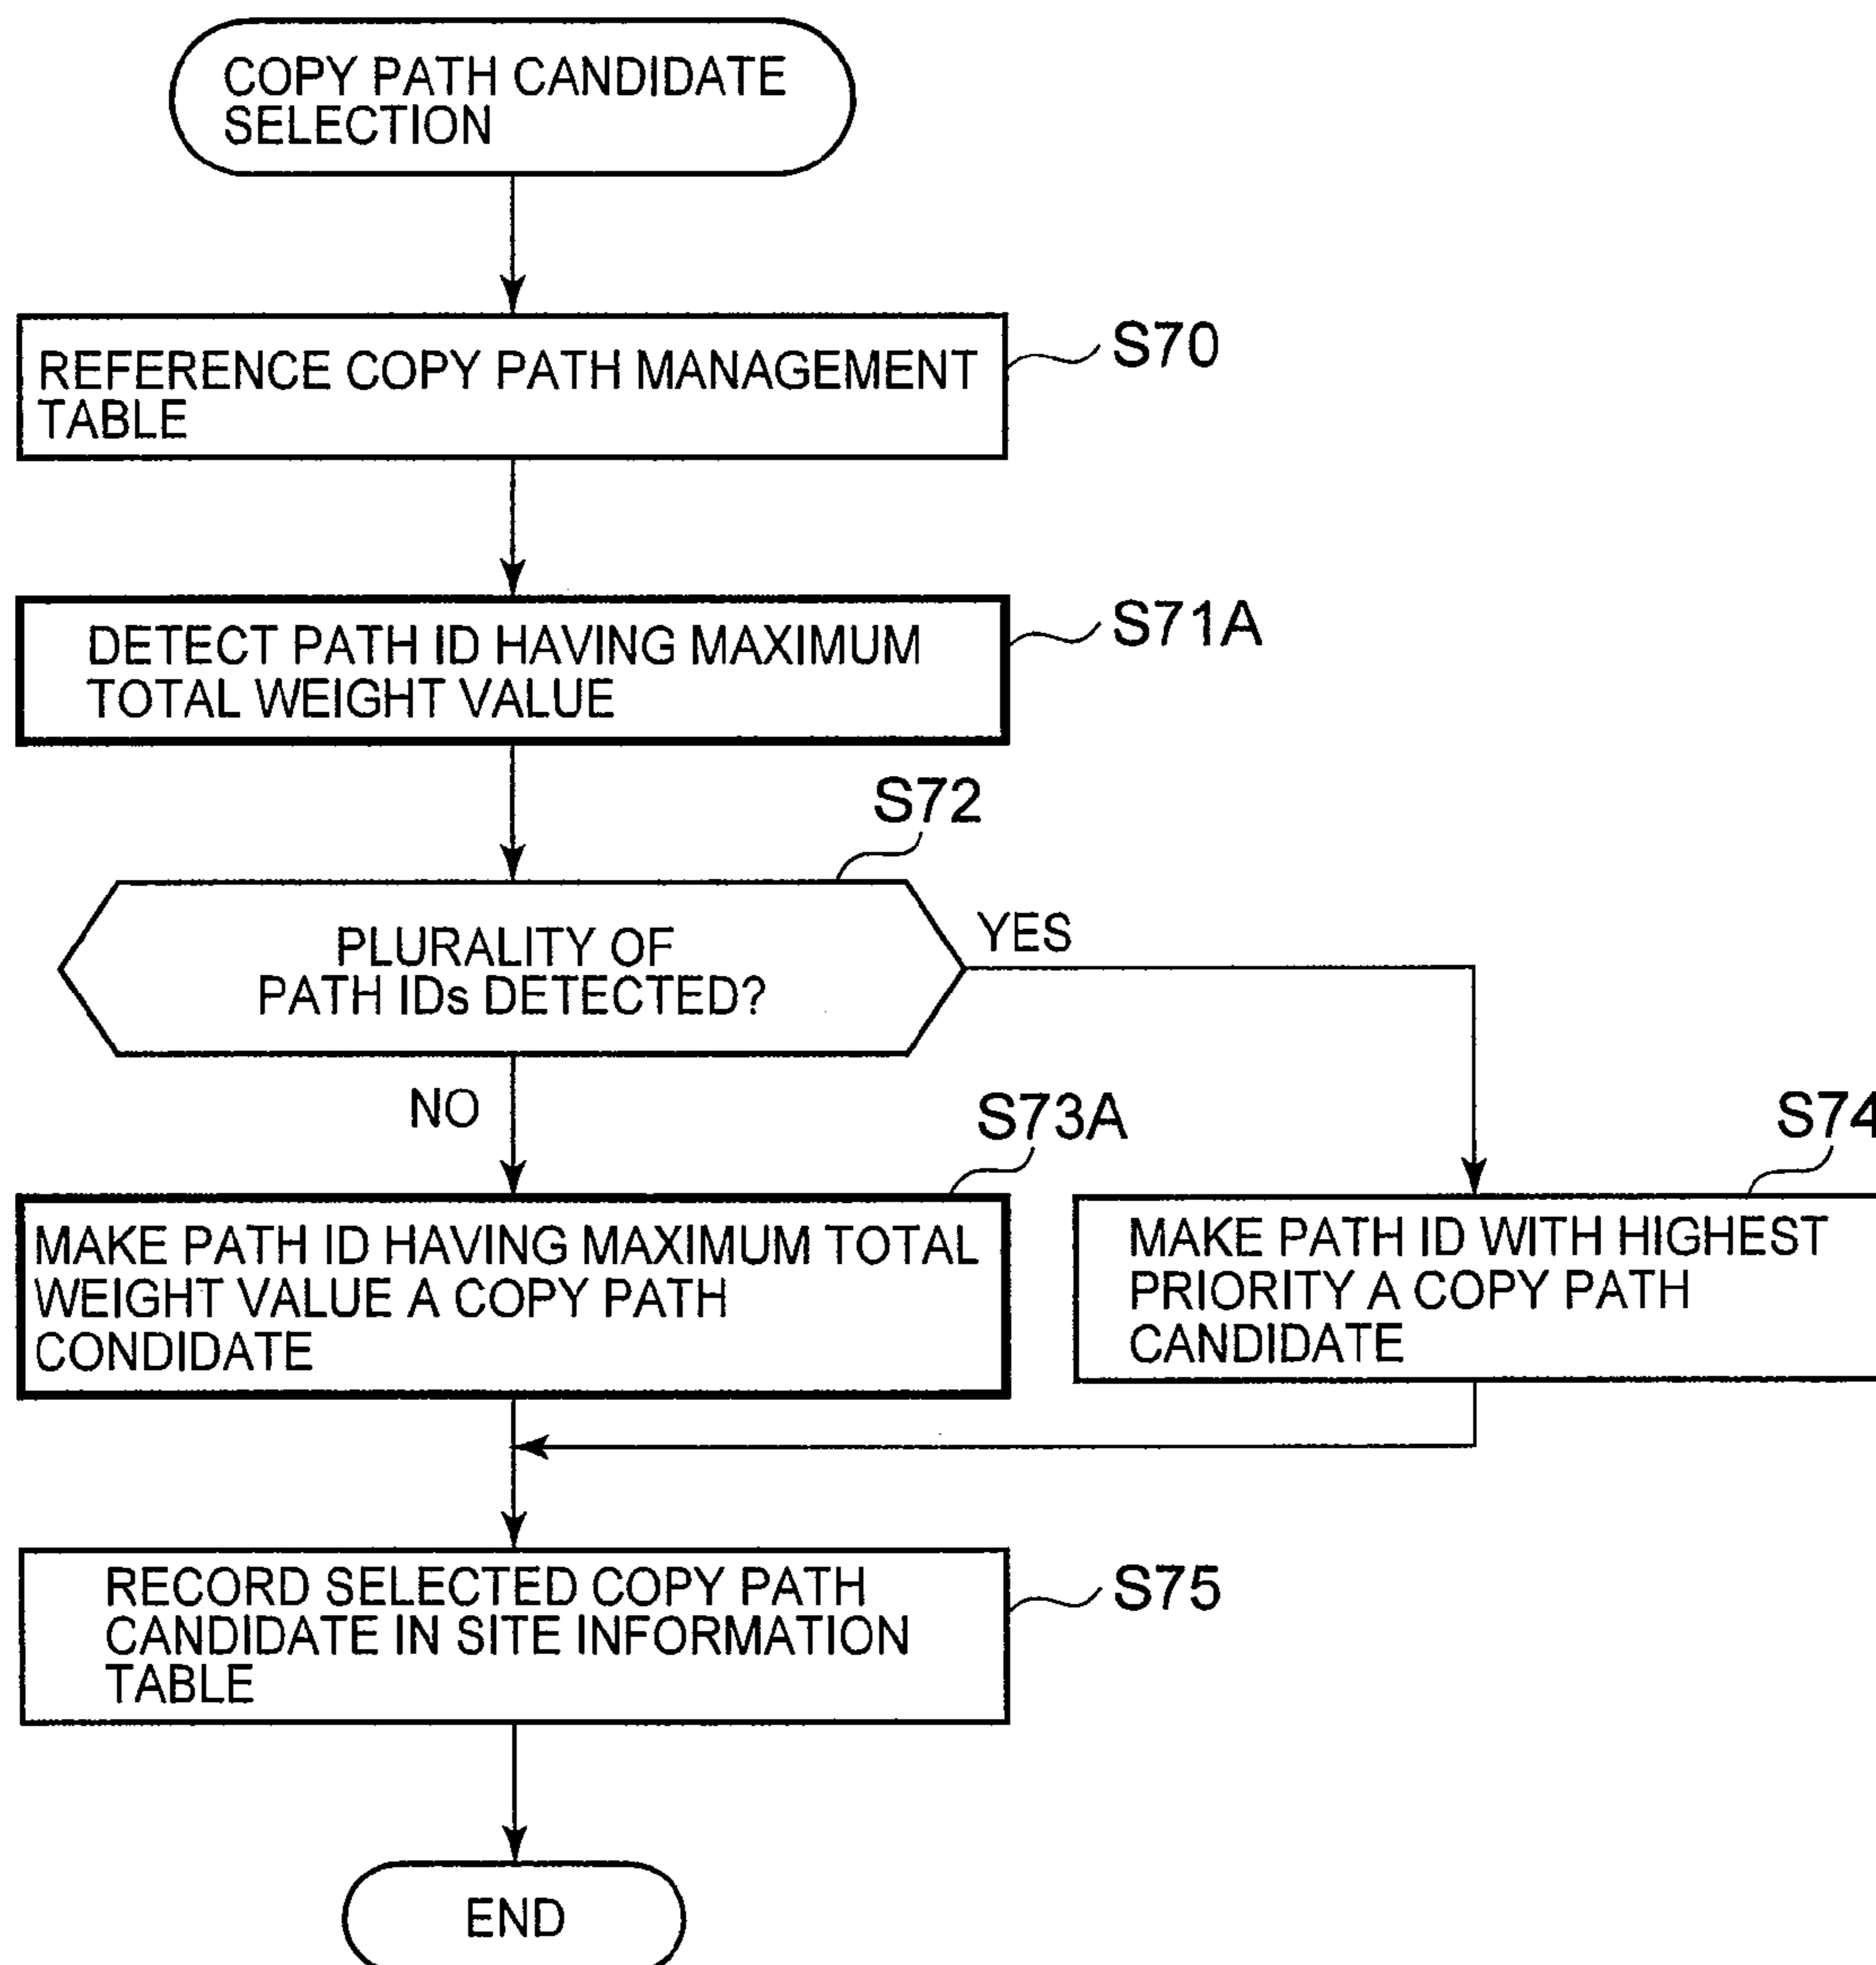 COPY PATH CANDIDATE
SELECTION
REFERENCE COPY PATH MANAGEMENT
TABLE
S70
DETECT PATH ID HAVING MAXIMUM
TOTAL WEIGHT VALUE
S71A
S72
PLURALITY OF
PATH IDs DETECTED?
YES
NO
S73A
MAKE PATH ID HAVING MAXIMUM TOTAL
WEIGHT VALUE A COPY PATH
CONDIDATE
S74
MAKE PATH ID WITH HIGHEST
PRIORITY A COPY PATH
CANDIDATE
RECORD SELECTED COPY PATH
CANDIDATE IN SITE INFORMATION
TABLE
S75
END